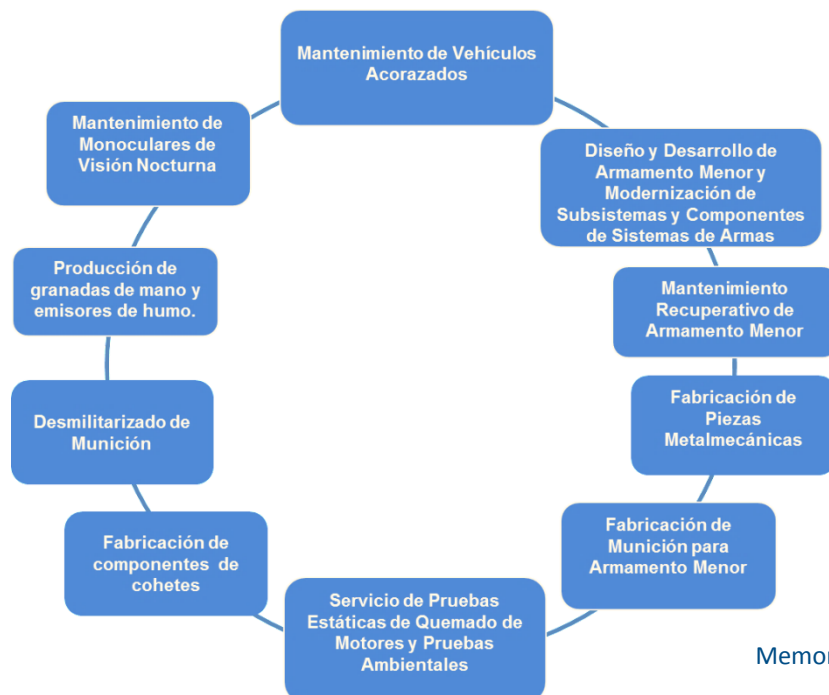 Mantenimiento de Vehículos
Acorazados
Diseño y Desarrollo de
Armamento Menor y
Modernización de
Subsistemas y Componentes
de Sistemas de Armas
Mantenimiento
Recuperativo de
Armamento Menor
Fabricación de
Piezas
Metalmecánicas
Fabricación de
Munición para
Armamento Menor
Servicio de Pruebas
Estáticas de Quemado de
Motores y Pruebas
Ambientales
Fabricación de
componentes de
cohetes
Desmilitarizado de
Munición
Producción de
granadas de mano y
emisores de humo.
Mantenimiento de
Monoculares de
Visión Nocturna